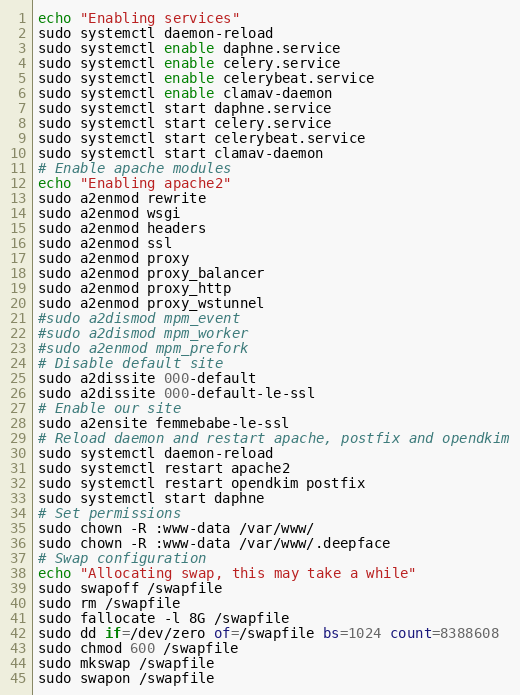 1 echo "Enabling services"
2 sudo systemctl daemon-reload
3 sudo systemctl enable daphne.service
4 sudo systemctl enable celery.service
5 sudo systemctl enable celerybeat.service
6 sudo systemctl enable clamav-daemon
7 sudo systemctl start daphne.service
8 sudo systemctl start celery.service
9 sudo systemctl start celerybeat.service
10 sudo systemctl start clamav-daemon
11 # Enable apache modules
12 echo "Enabling apache2"
13 sudo a2enmod rewrite
14 sudo a2enmod wsgi
15 sudo a2enmod headers
16 sudo a2enmod ssl
17 sudo a2enmod proxy
18 sudo a2enmod proxy_balancer
19 sudo a2enmod proxy_http
20 sudo a2enmod proxy_wstunnel
21 #sudo a2dismod mpm_event
22 #sudo a2dismod mpm_worker
23 #sudo a2enmod mpm_prefork
24 # Disable default site
25 sudo a2dissite 000-default
26 sudo a2dissite 000-default-le-ssl
27 # Enable our site
28 sudo a2ensite femmebabe-le-ssl
29 # Reload daemon and restart apache, postfix and opendkim
30 sudo systemctl daemon-reload
31 sudo systemctl restart apache2
32 sudo systemctl restart opendkim postfix
33 sudo systemctl start daphne
34 # Set permissions
35 sudo chown -R :www-data /var/www/
36 sudo chown -R :www-data /var/www/.deepface
37 # Swap configuration
38 echo "Allocating swap, this may take a while"
39 sudo swapoff /swapfile
40 sudo rm /swapfile
41 sudo fallocate -l 8G /swapfile
42 sudo dd if=/dev/zero of=/swapfile bs=1024 count=8388608
43 sudo chmod 600 /swapfile
44 sudo mkswap /swapfile
45 sudo swapon /swapfile